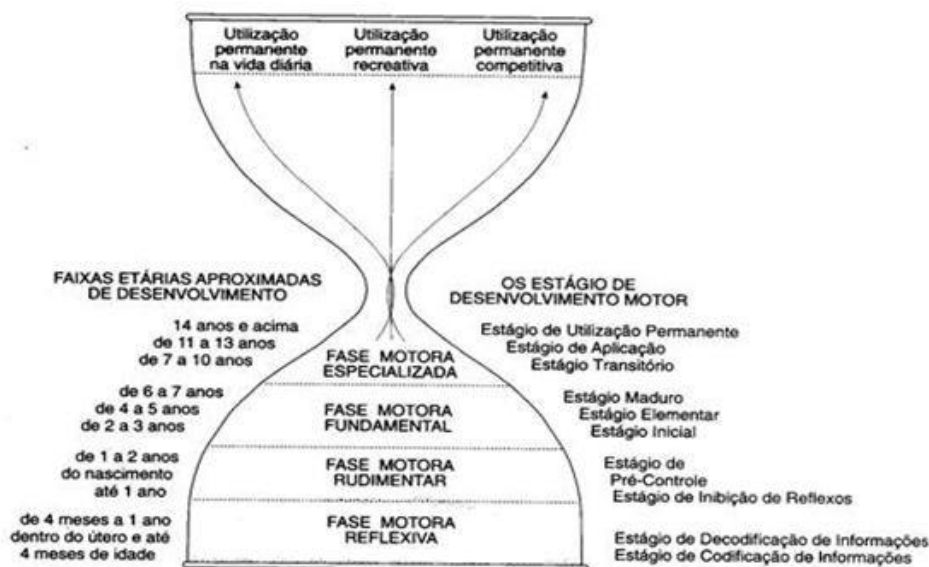 Utilização permanente na vida diária
Utilização permanente recreativa
Utilização permanente competitiva
FAIXAS ETÁRIAS APROXIMADAS
DE DESENVOLVIMENTO
OS ESTÁGIO DE
DESENVOLVIMENTO MOTOR
14 anos e acima
de 11 a 13 anos
de 7 a 10 anos
FASE MOTORA
ESPECIALIZADA
Estágio de Utilização Permanente
Estágio de Aplicação
Estágio Transitório
de 6 a 7 anos
de 4 a 5 anos
de 2 a 3 anos
FASE MOTORA
FUNDAMENTAL
Estágio Maduro
Estágio Elementar
Estágio Inicial
de 1 a 2 anos
do nascimento
até 1 ano
FASE MOTORA
RUDIMENTAR
Estágio de
Pré-Controle
Estágio de Inibição de Reflexos
de 4 meses a 1 ano
dentro do útero e até
4 meses de idade
FASE MOTORA
REFLEXIVA
Estágio de Decodificação de Informações
Estágio de Codificação de Informações